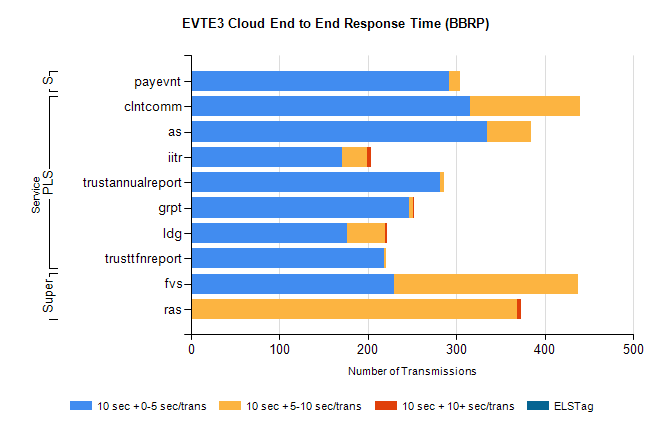 EVTE3 Cloud End to End Response Time (BBRP)
Service
S
PLS
Super
payevnt
clntcomm
as
iitr
trustannualreport
grpt
ldg
trusttfnreport
fvs
ras
0 100 200 300 400 500
Number of Transmissions
10 sec +0-5 sec/trans 10 sec +5-10 sec/trans 10 sec + 10+ sec/trans ELSTag